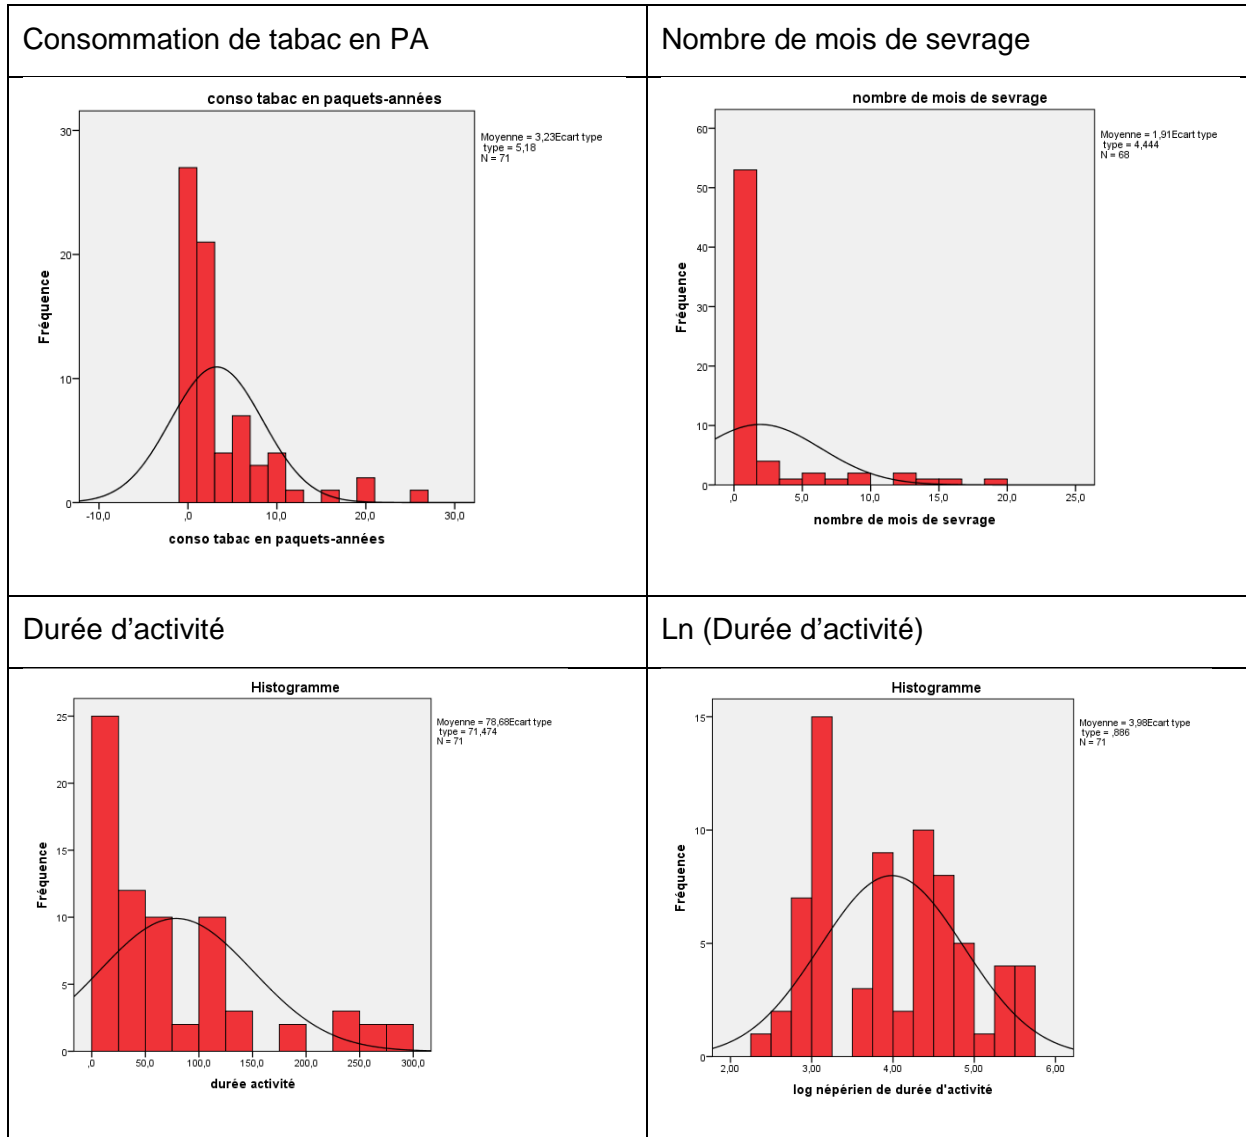 Consommation de tabac en PA
Nombre de mois de sevrage
conso tabac en paquets-années
Moyenne = 3,23Ecart type
type = 5,18
N = 71
30
20
10
0
Fréquence
-10,0 ,0 10,0 20,0 30,0
conso tabac en paquets-années
nombre de mois de sevrage
Moyenne = 1,91Ecart type
type = 4,444
N = 68
60
50
40
30
20
10
0
Fréquence
,0 5,0 10,0 15,0 20,0 25,0
nombre de mois de sevrage
Durée d'activité
Ln (Durée d'activité)
Histogramme
Moyenne = 78,68Ecart type
type = 71,474
N = 71
25
20
15
10
5
0
Fréquence
,0 50,0 100,0 150,0 200,0 250,0 300,0
durée activité
Histogramme
Moyenne = 3,98Ecart type
type = ,886
N = 71
15
10
5
0
Fréquence
2,00 3,00 4,00 5,00 6,00
log népérien de durée d'activité